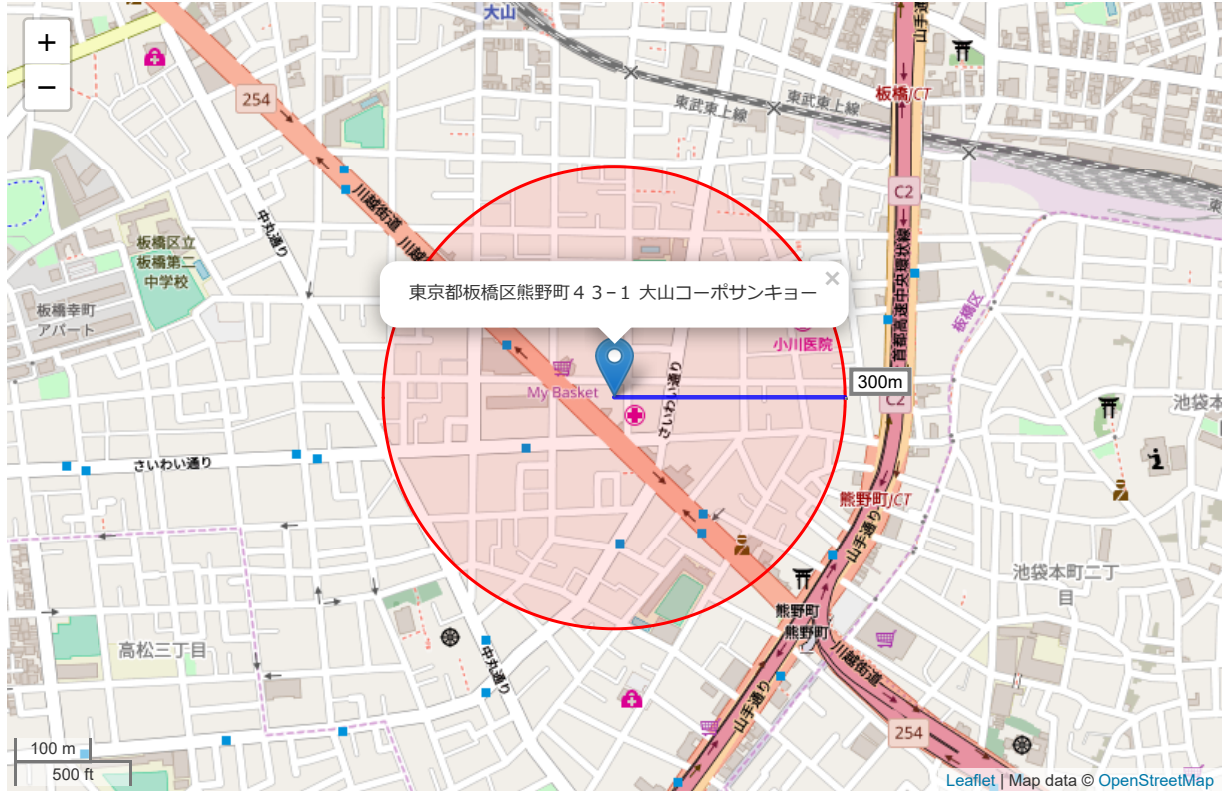 大山
山手通
+
−
254
板橋JCT
東武東上線
東武東上線
C2
川越街道
川越
中丸通り
板橋区立
板橋第二
中学校
首都高速中央環状線
板橋区
東京都板橋区熊野町４３−１ 大山コーポサンキョー
×
板橋幸町
アパート
小川医院
300m
My Basket
さいわい通り
C2
池袋本
さいわい通り
熊野町JCT
山手通り
池袋本町二丁
目
熊野町
熊野町
高松三丁目
中丸通り
川越街道
山手通り
254
100 m
500 ft
Leaflet | Map data © OpenStreetMap